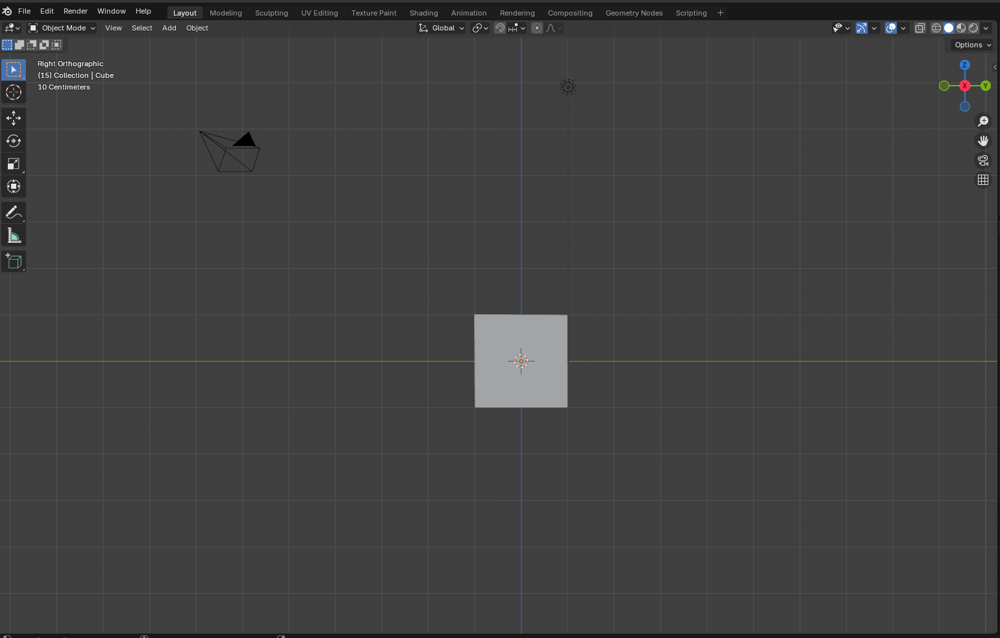 File Edit Render Window Help Layout Modeling Sculpting UV Editing Texture Paint Shading Animation Rendering Compositing Geometry Nodes Scripting +
Object Mode View Select Add Object Global
Options
Right Orthographic
(15) Collection | Cube
10 Centimeters
Z
X Y